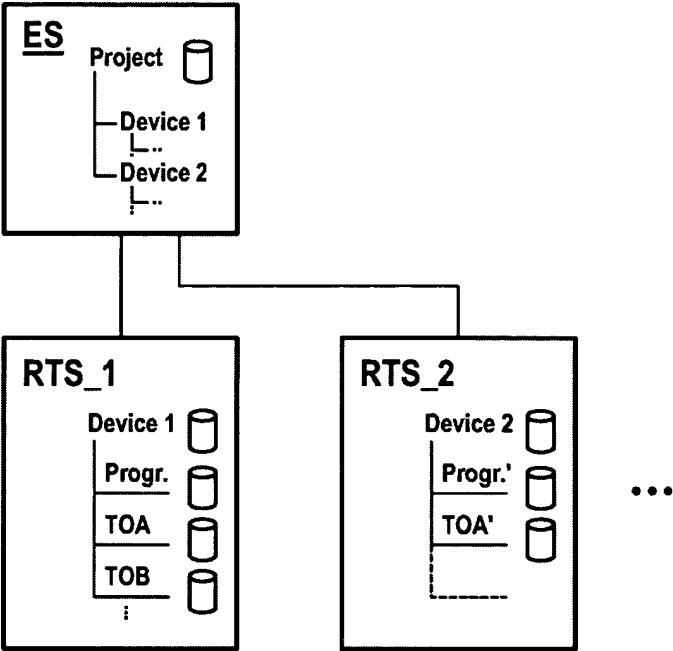 ES
Project
Device 1
Device 2
RTS_1
Device 1
Progr.
TOA
TOB
RTS_2
Device 2
Progr.'
TOA'
...